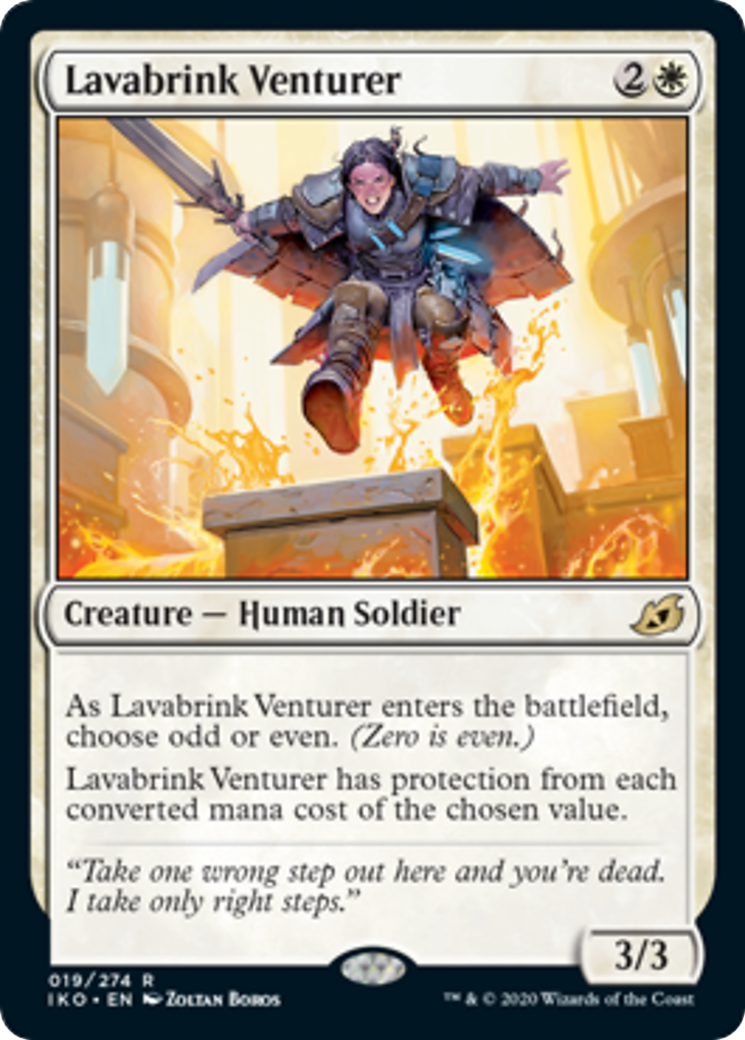 Lavabrink Venturer 2
Creature — Human Soldier
As Lavabrink Venturer enters the battlefield,
choose odd or even. (Zero is even.)
Lavabrink Venturer has protection from each
converted mana cost of the chosen value.
“Take one wrong step out here and you’re dead.
I take only right steps.”
3/3
019/274 R
IKO • EN Zoltan Boros
™ & © 2020 Wizards of the Coast